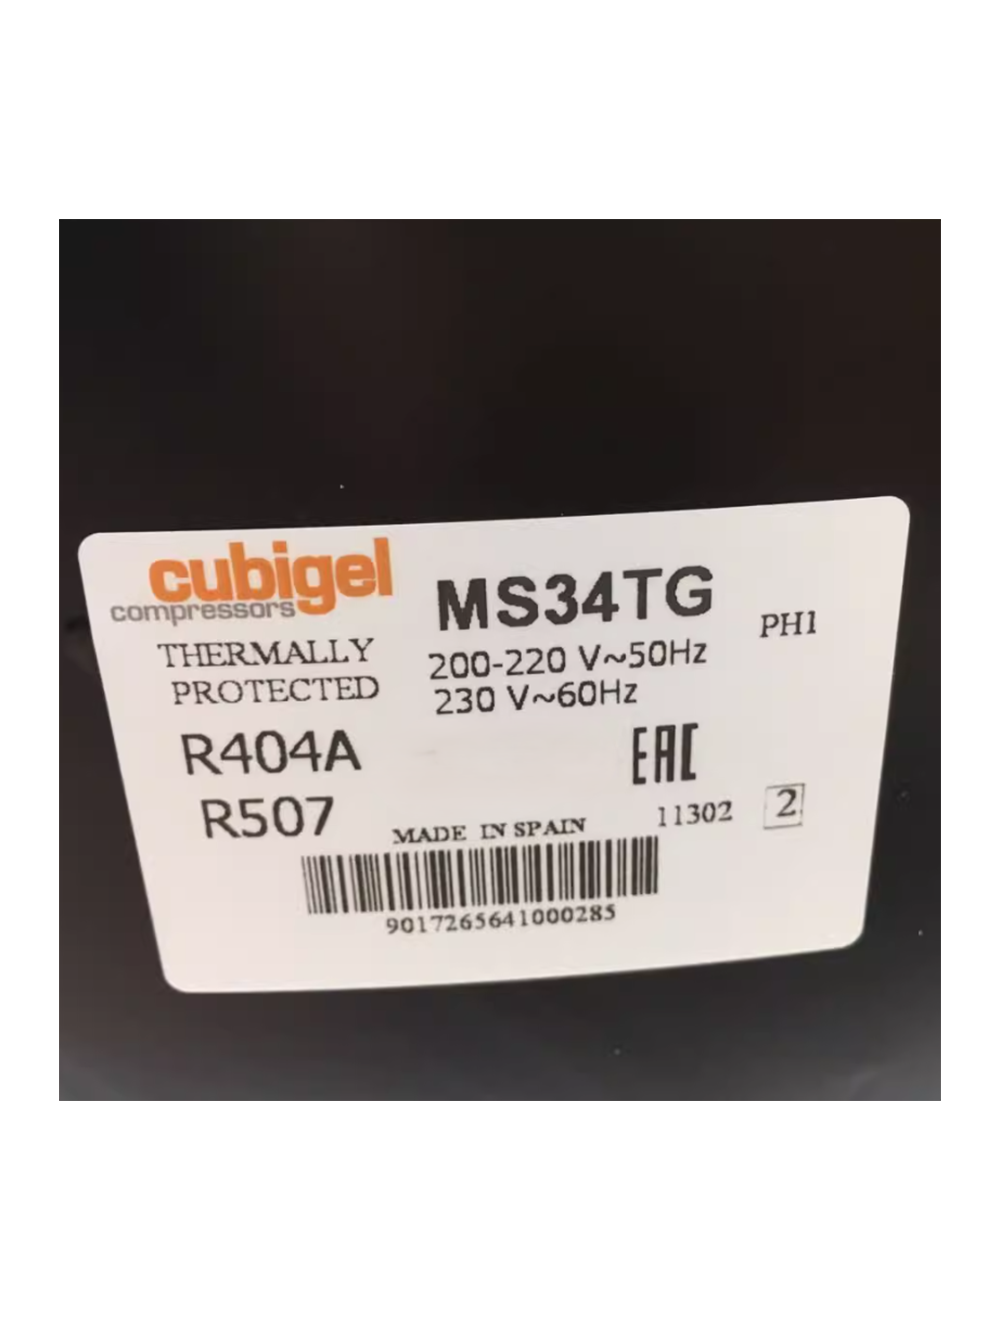 cubigel
compressors
MS34TG
PH1
THERMALLY
PROTECTED
200-220 V~50Hz
230 V~60Hz
R404A
R507
EAC
11302 2
MADE IN SPAIN
9017265641000285